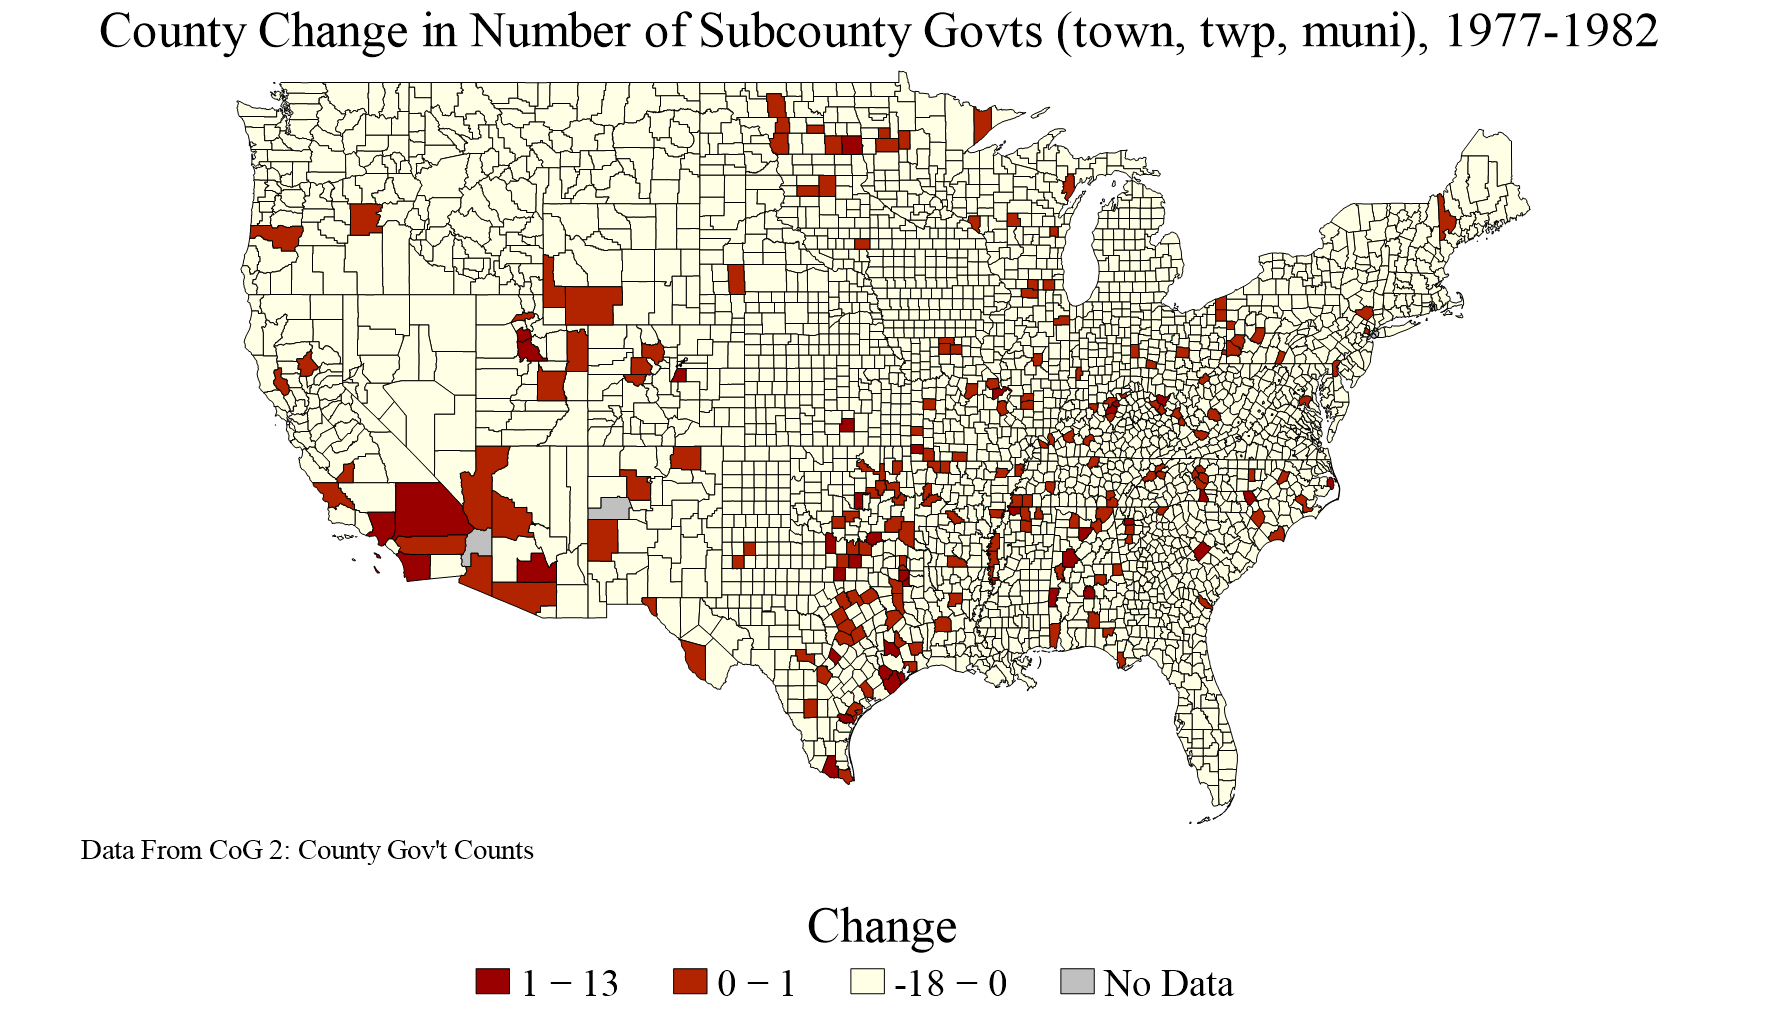 County Change in Number of Subcounty Govts (town, twp, muni), 1977-1982
Data From CoG 2: County Gov't Counts
Change
1 – 13
0 – 1
-18 – 0
No Data